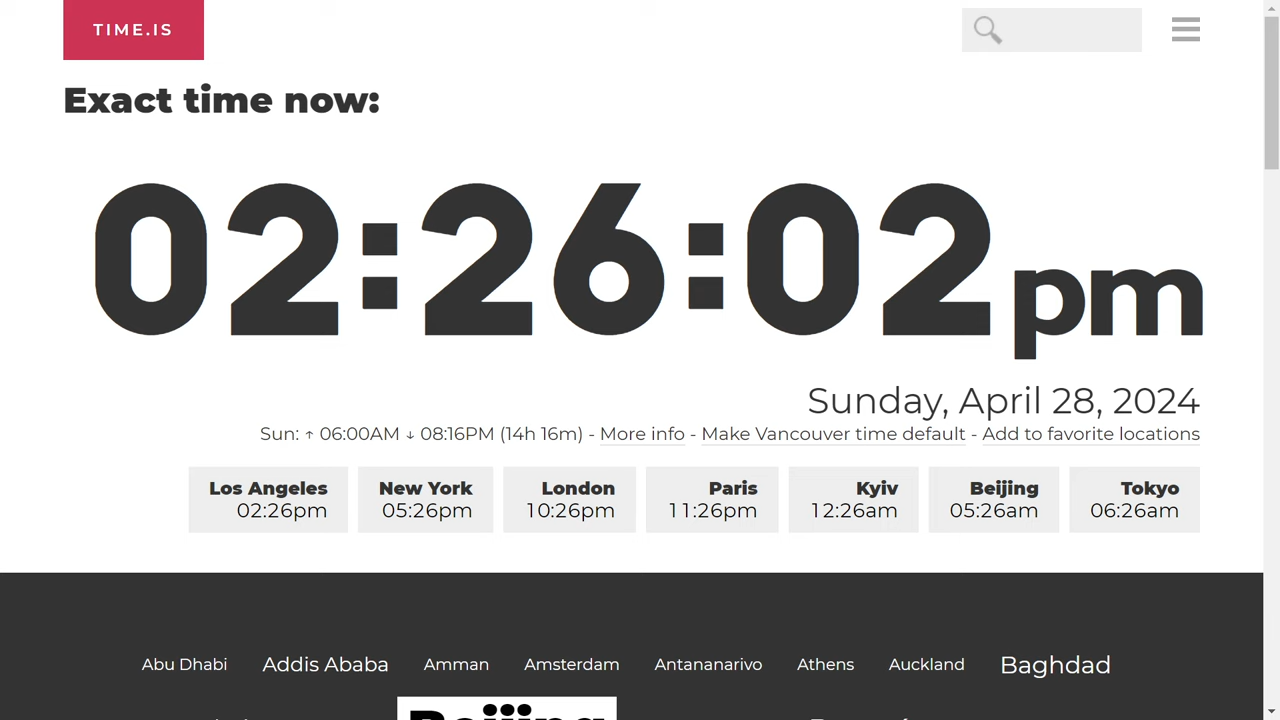 TIME.IS
Exact time now:
02:26:02pm
Sunday, April 28, 2024
Sun: ↑ 06:00AM ↓ 08:16PM (14h 16m) - More info - Make Vancouver time default - Add to favorite locations
Los Angeles New York London Paris Kyiv Beijing Tokyo
02:26pm 05:26pm 10:26pm 11:26pm 12:26am 05:26am 06:26am
Abu Dhabi Addis Ababa Amman Amsterdam Antananarivo Athens Auckland Baghdad
Beijing